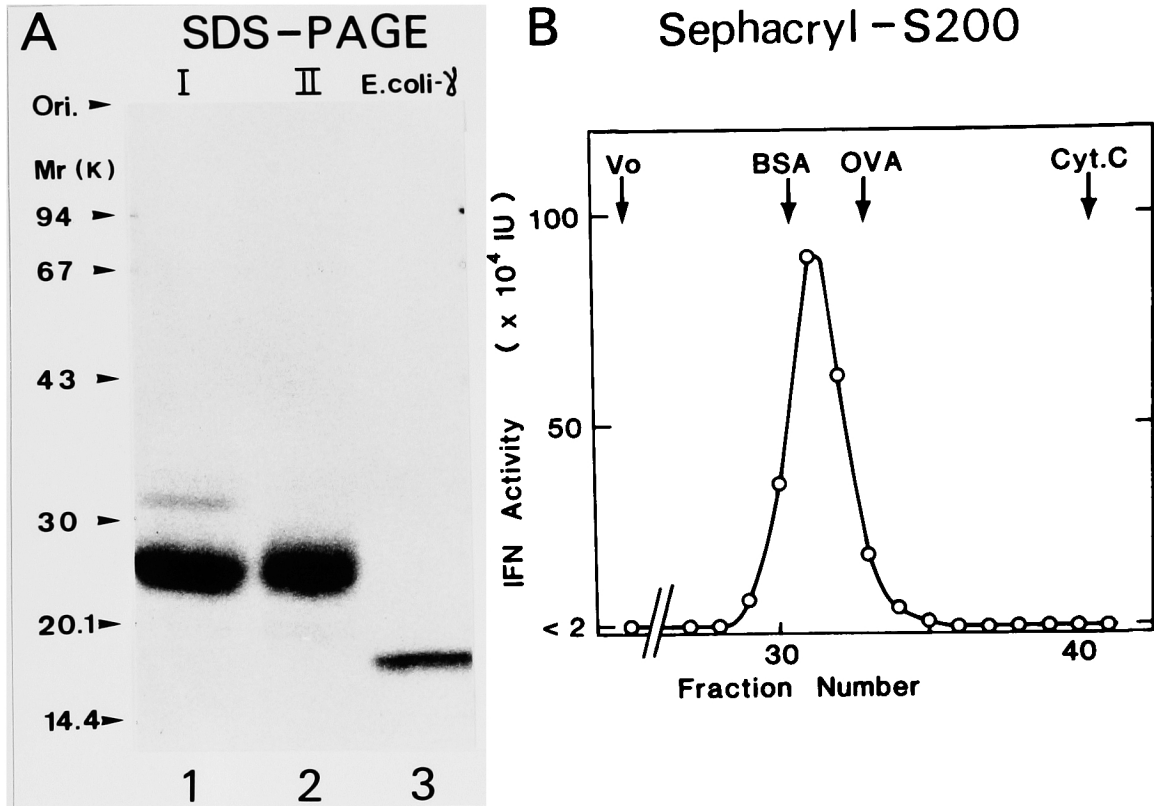 A
SDS-PAGE
I II E.coli-γ
Ori.
Mr (K)
94
67
43
30
20.1
14.4
1 2 3
B
Sephacryl-S200
Vo BSA OVA Cyt.C
100
50
< 2
IFN Activity (x 10⁴ IU)
30 40
Fraction Number